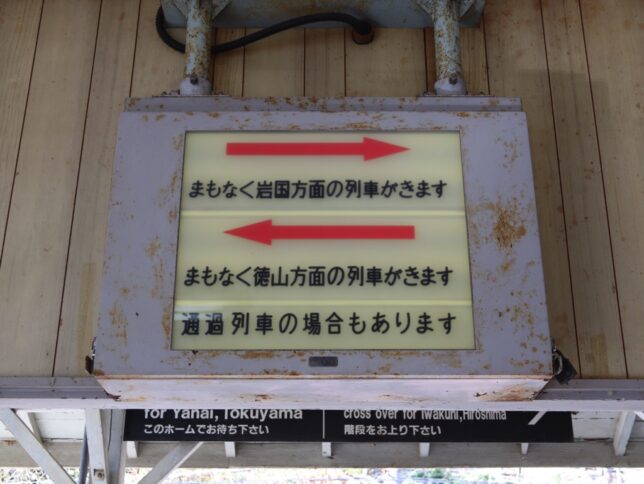 まもなく岩国方面の列車がきます
まもなく徳山方面の列車がきます
通過列車の場合もあります
for Yanai,Tokuyama
このホームでお待ち下さい
cross over for Iwakuni,Hiroshima
階段をお上り下さい